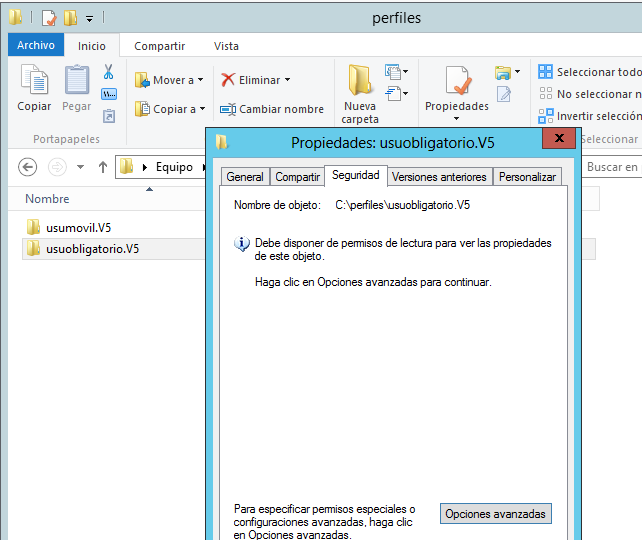 perfiles
Archivo Inicio Compartir Vista
Copiar Pegar Mover a Copiar a Eliminar Cambiar nombre Nueva carpeta Propiedades Seleccionar todo
No seleccionar n
Invertir selección
Portapapeles Seleccionar
Propiedades: usuobligatorio.V5 x
Equipo Buscar en
General Compartir Seguridad Versiones anteriores Personalizar
Nombre
usumovil.V5
usuobligatorio.V5
Nombre de objeto: C:\perfiles\usuobligatorio.V5
Debe disponer de permisos de lectura para ver las propiedades
de este objeto.
Haga clic en Opciones avanzadas para continuar.
Para especificar permisos especiales o
configuraciones avanzadas, haga clic
en Opciones avanzadas.
Opciones avanzadas